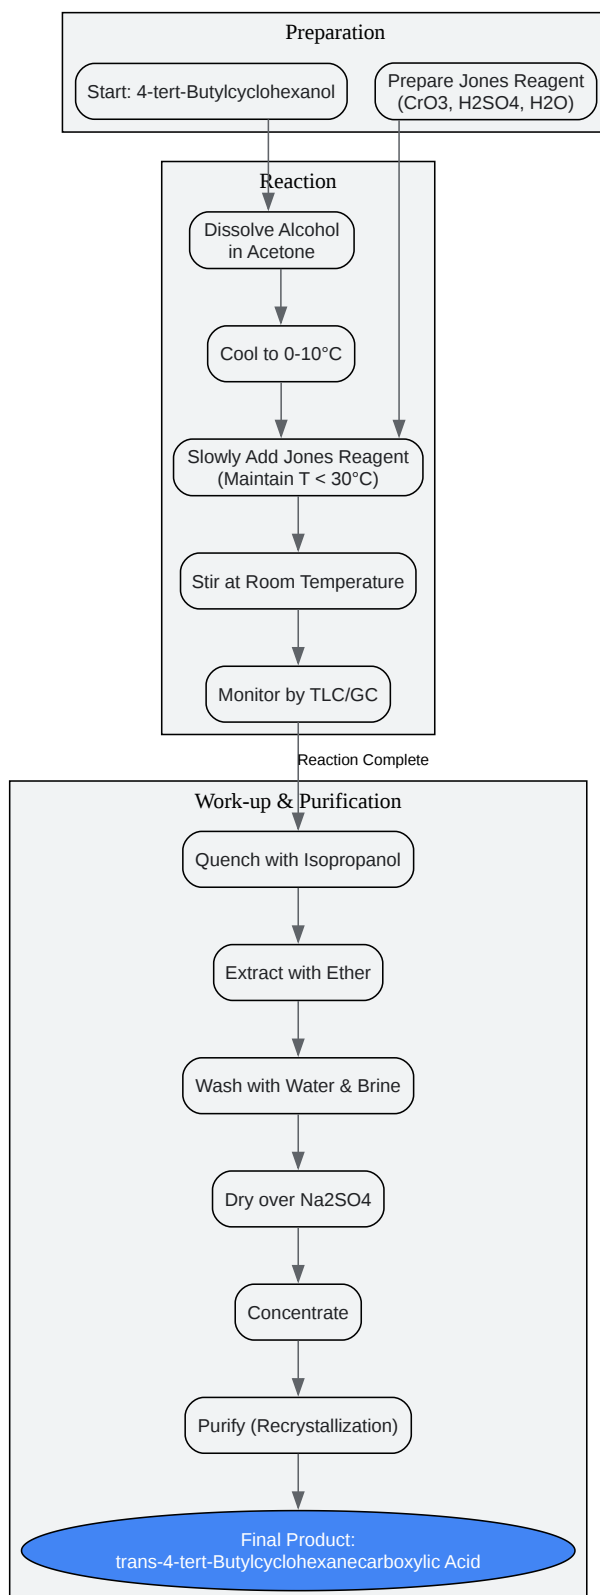 Preparation
Start: 4-tert-Butylcyclohexanol
Prepare Jones Reagent
(CrO3, H2SO4, H2O)
Reaction
Dissolve Alcohol
in Acetone
Cool to 0-10°C
Slowly Add Jones Reagent
(Maintain T < 30°C)
Stir at Room Temperature
Monitor by TLC/GC
Reaction Complete
Work-up & Purification
Quench with Isopropanol
Extract with Ether
Wash with Water & Brine
Dry over Na2SO4
Concentrate
Purify (Recrystallization)
Final Product:
trans-4-tert-Butylcyclohexanecarboxylic Acid